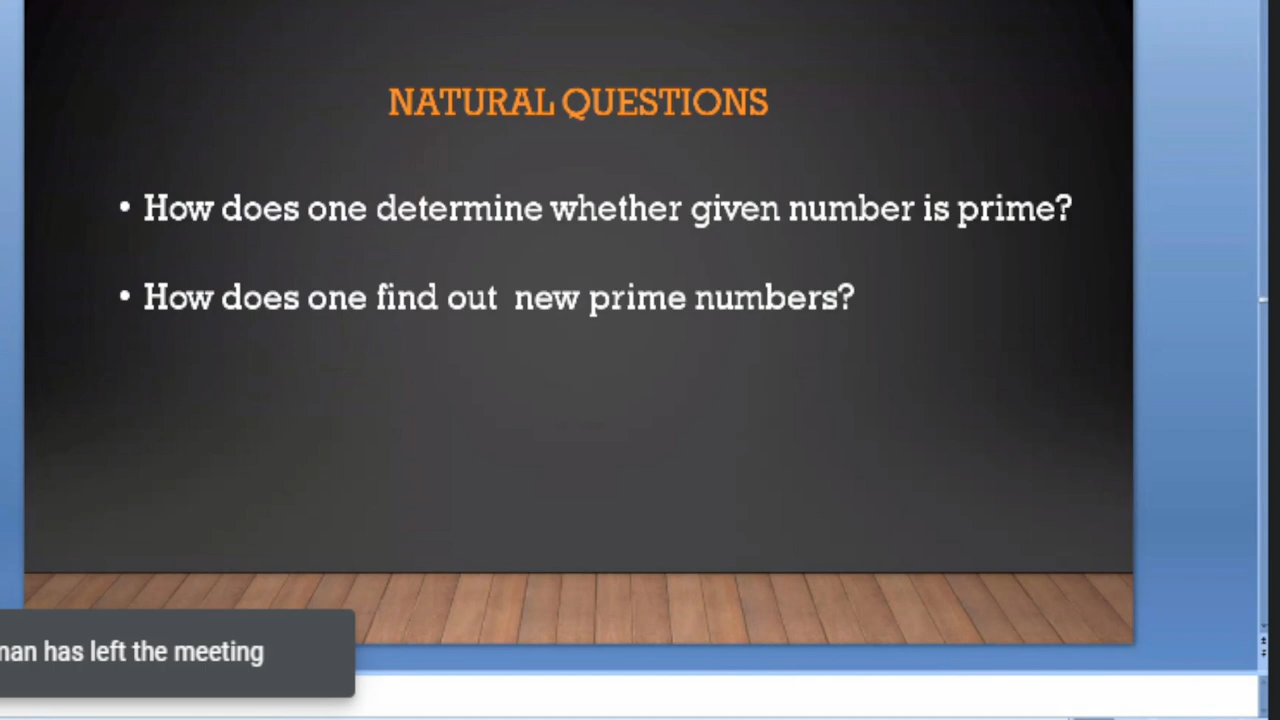 NATURAL QUESTIONS
• How does one determine whether given number is prime?
• How does one find out new prime numbers?
has left the meeting